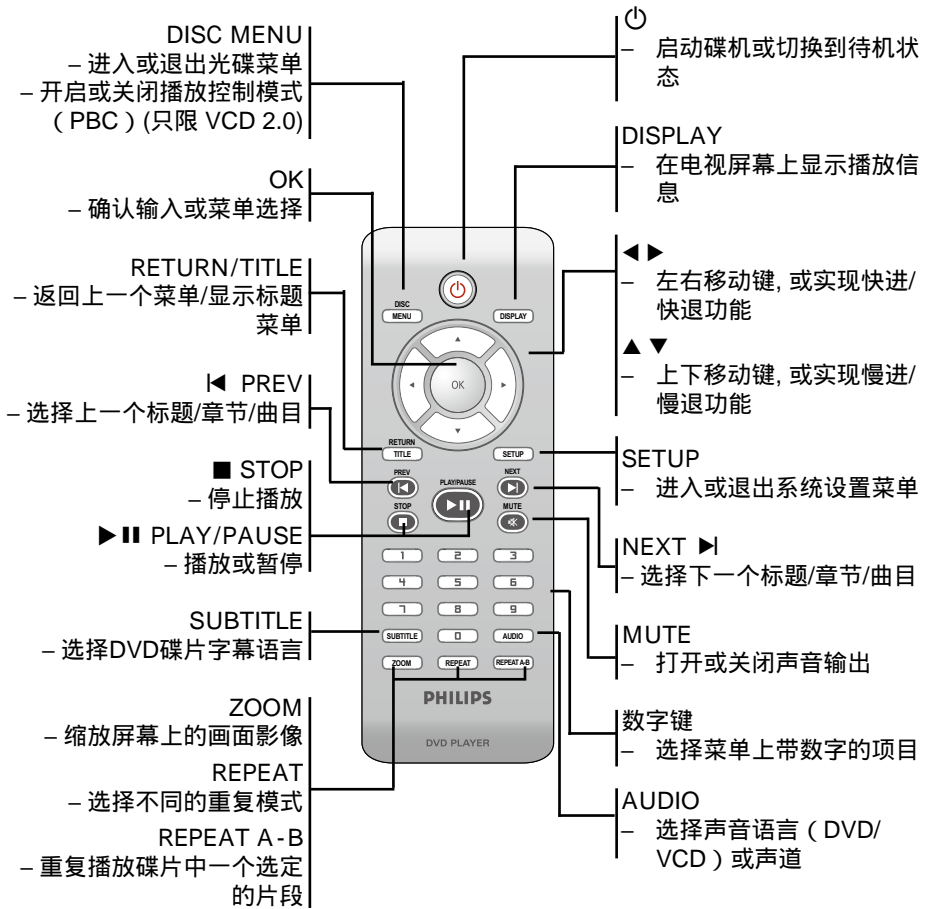 DISC MENU
– 进入或退出光碟菜单
– 开启或关闭播放控制模式
（PBC）(只限 VCD 2.0)
OK
– 确认输入或菜单选择
RETURN/TITLE
– 返回上一个菜单/显示标题
菜单
PREV
– 选择上一个标题/章节/曲目
■ STOP
– 停止播放
►II PLAY/PAUSE
– 播放或暂停
SUBTITLE
– 选择DVD碟片字幕语言
ZOOM
– 缩放屏幕上的画面影像
REPEAT
– 选择不同的重复模式
REPEAT A-B
– 重复播放碟片中一个选定
的片段
DISC
MENU
DISPLAY
OK
RETURN
TITLE
SETUP
PREV
PLAY/PAUSE
NEXT
STOP
MUTE
1 2 3
4 5 6
7 8 9
SUBTITLE 0 AUDIO
ZOOM REPEAT REPEAT A-B
PHILIPS
DVD PLAYER
– 启动碟机或切换到待机状
态
DISPLAY
– 在电视屏幕上显示播放信
息
◄ ►
– 左右移动键, 或实现快进/
快退功能
▲ ▼
– 上下移动键, 或实现慢进/
慢退功能
SETUP
– 进入或退出系统设置菜单
NEXT
– 选择下一个标题/章节/曲目
MUTE
– 打开或关闭声音输出
数字键
– 选择菜单上带数字的项目
AUDIO
– 选择声音语言（DVD/
VCD）或声道